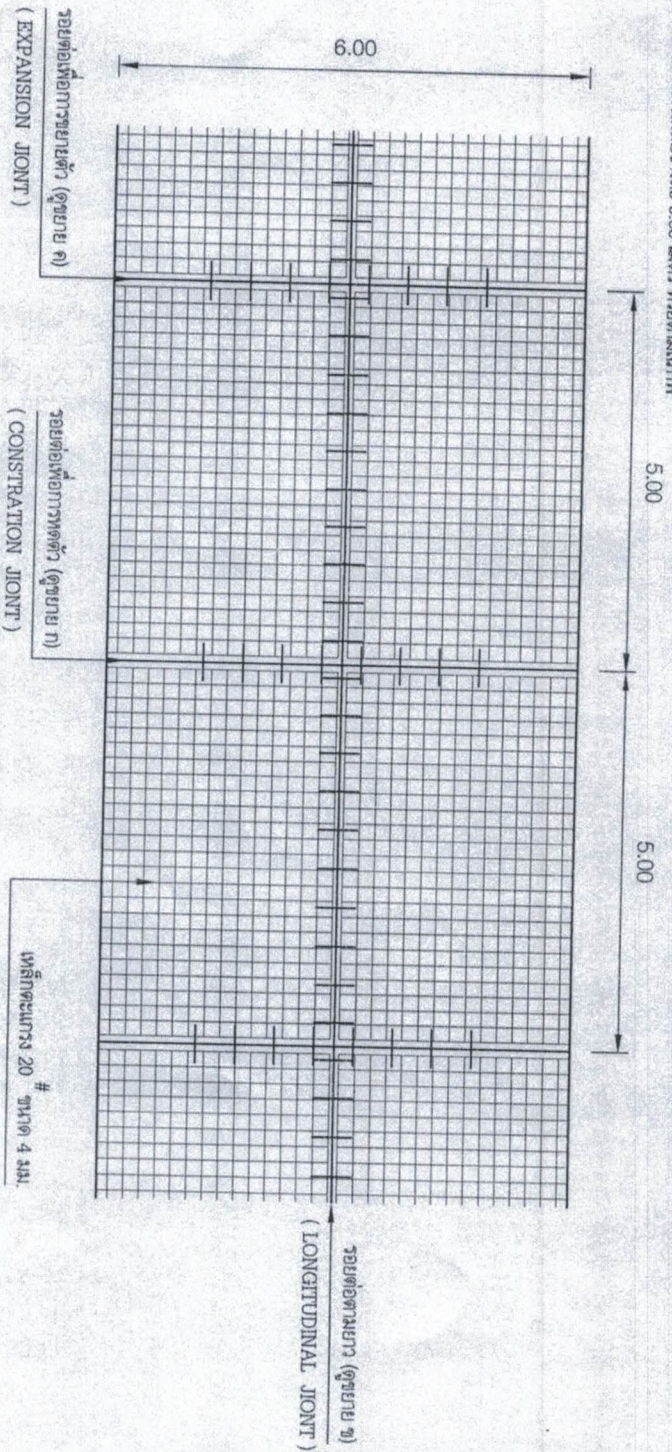 6.00
5.00
5.00
รอยต่อเพื่อการขยายตัว (ดูขยาย ค)
( EXPANSION JIONT )
รอยต่อเพื่อการหดตัว (ดูขยาย ก)
( CONSTRATION JIONT )
เหล็กตะแกรง 20 # ขนาด 4 มม.
รอยต่อตามยาว (ดูขยาย ข)
( LONGITUDINAL JIONT )